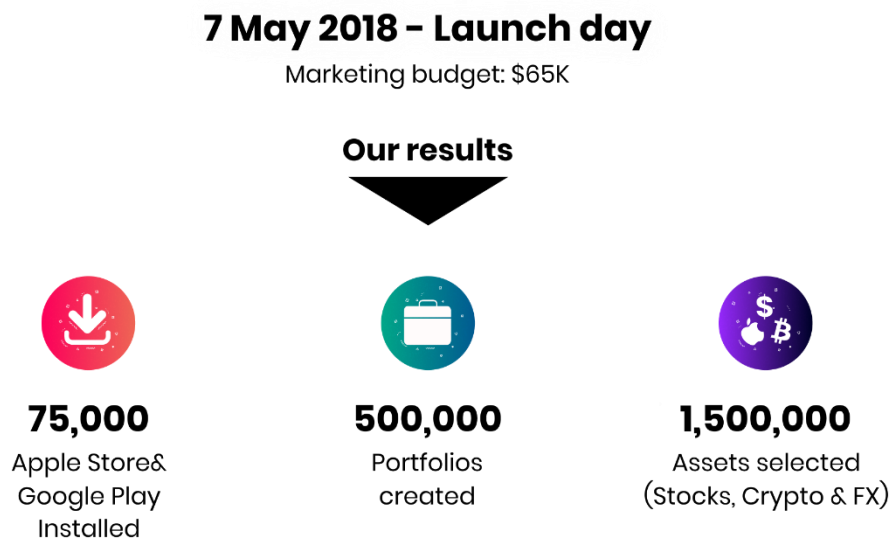 7 May 2018 - Launch day
Marketing budget: $65K
Our results
75,000
Apple Store&
Google Play
Installed
500,000
Portfolios
created
1,500,000
Assets selected
(Stocks, Crypto & FX)